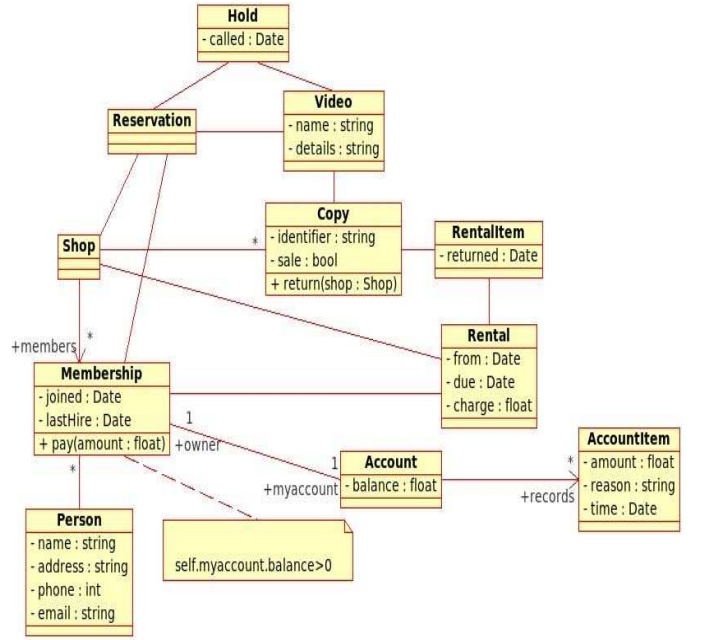 Hold
- called : Date
Reservation
Video
- name : string
- details : string
Shop
*
Copy
- identifier : string
- sale : bool
+ return(shop : Shop)
RentalItem
- returned : Date
Rental
- from : Date
- due : Date
- charge : float
*
+members
Membership
- joined : Date
- lastHire : Date
+ pay(amount : float)
1
+owner
1
+myaccount
Account
- balance : float
*
+records
AccountItem
- amount : float
- reason : string
- time : Date
*
Person
- name : string
- address : string
- phone : int
- email : string
self.myaccount.balance>0